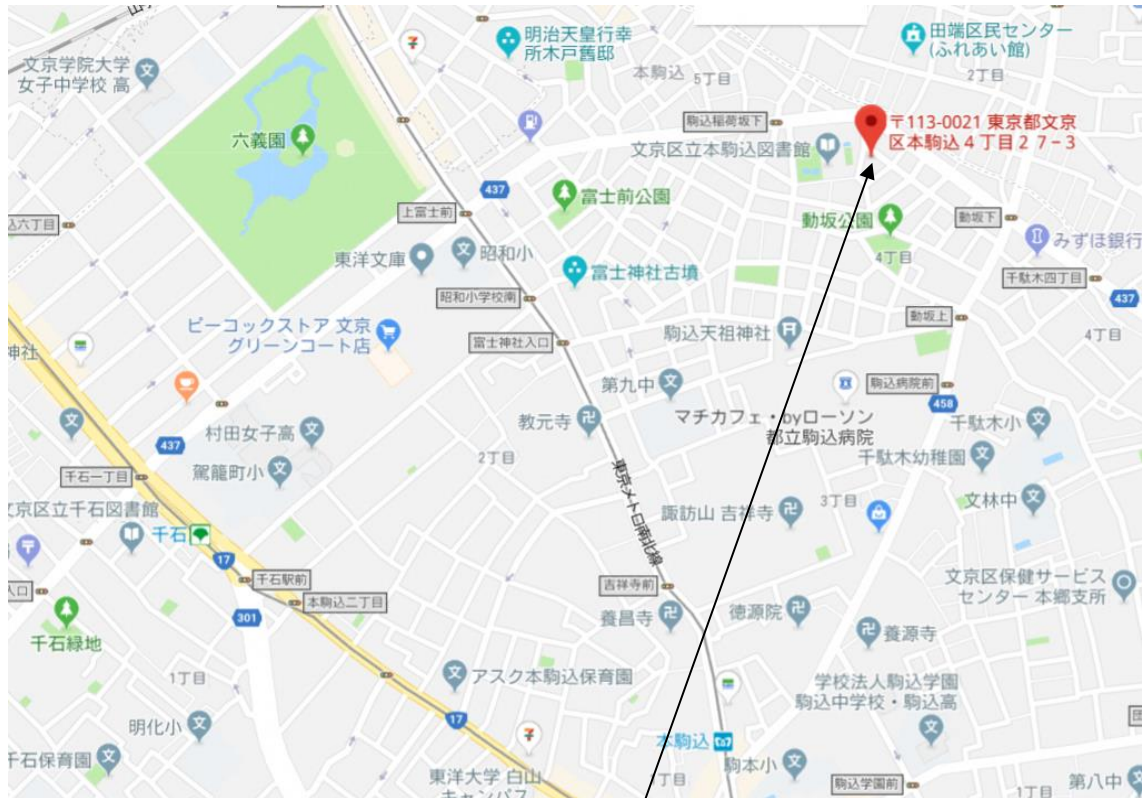 明治天皇行幸
所木戸舊邸
田端区民センター
(ふれあい館)
文京学院大学
女子中学校 高
本駒込
5丁目
2丁目
駒込稲荷坂下
〒113-0021 東京都文京
区本駒込4丁目27-3
六義園
文京区立本駒込図書館
437
富士前公園
上富士前
込六丁目
動坂公園
動坂下
みずほ銀行
東洋文庫
昭和小
富士神社古墳
4丁目
千駄木四丁目
437
昭和小学校南
ピーコックストア 文京
グリーンコート店
富士神社入口
駒込天祖神社
動坂上
4丁目
神社
第九中
駒込病院前
458
マチカフェ・byローソン
都立駒込病院
教元寺
千駄木小
437
村田女子高
2丁目
千駄木幼稚園
駕籠町小
千石一丁目
東京メトロ南北線
3丁目
文林中
文京区立千石図書館
諏訪山 吉祥寺
千石
17
千石駅前
吉祥寺前
文京区保健サービス
センター 本郷支所
入口
本駒込二丁目
301
養昌寺
徳源院
養源寺
千石緑地
1丁目
アスク本駒込保育園
学校法人駒込学園
駒込中学校・駒込高
明化小
17
本駒込
千石保育園
東洋大学 白山
キャンパス
1丁目
駒本小
駒込学園前
1丁目
第八中